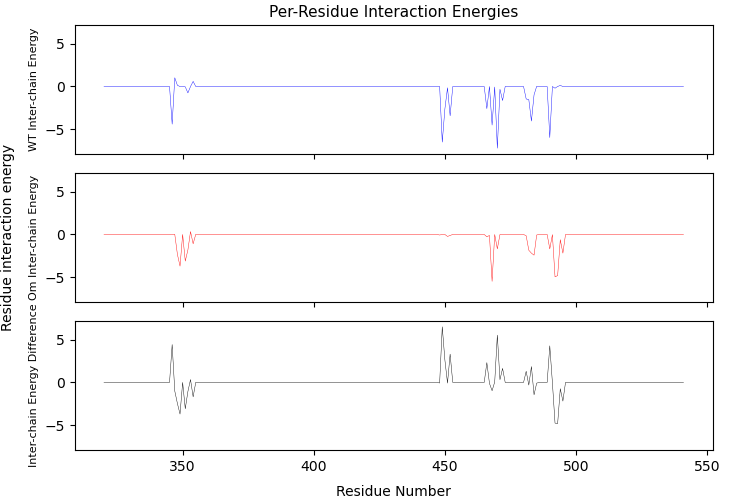 Per-Residue Interaction Energies
Residue interaction energy
WT Inter-chain Energy
5
0
−5
Om Inter-chain Energy
5
0
−5
Inter-chain Energy Difference
5
0
−5
350
400
450
500
550
Residue Number